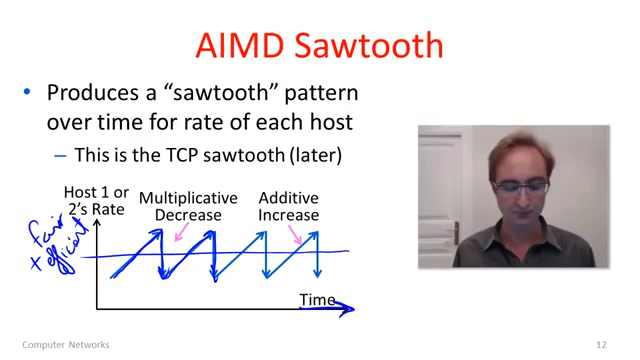 AIMD Sawtooth
• Produces a “sawtooth” pattern
over time for rate of each host
– This is the TCP sawtooth (later)
Host 1 or
2’s Rate
Multiplicative
Decrease
Additive
Increase
fair
+ efficient
Time
Computer Networks
12